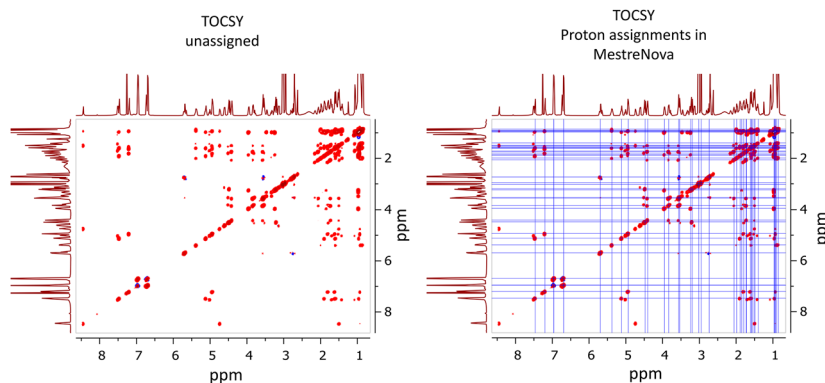 TOCSY
unassigned
2
4
6
8
ppm
8 7 6 5 4 3 2 1
ppm
TOCSY
Proton assignments in
MestreNova
2
4
6
8
ppm
8 7 6 5 4 3 2 1
ppm